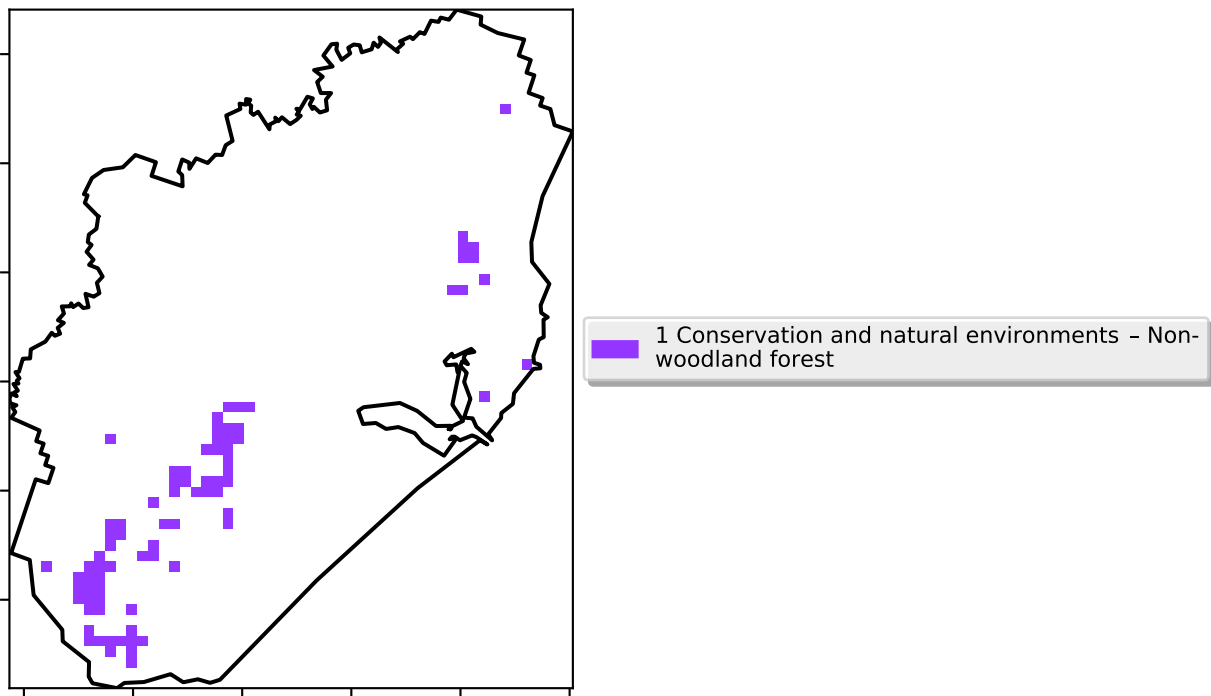 1 Conservation and natural environments – Non-
woodland forest